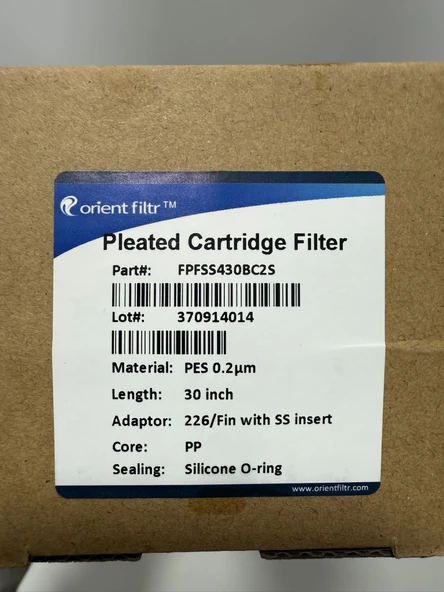 orient filtr™
Pleated Cartridge Filter
Part#: FPFSS430BC2S
Lot#: 370914014
Material: PES 0.2µm
Length: 30 inch
Adaptor: 226/Fin with SS insert
Core: PP
Sealing: Silicone O-ring
www.orientfiltr.com